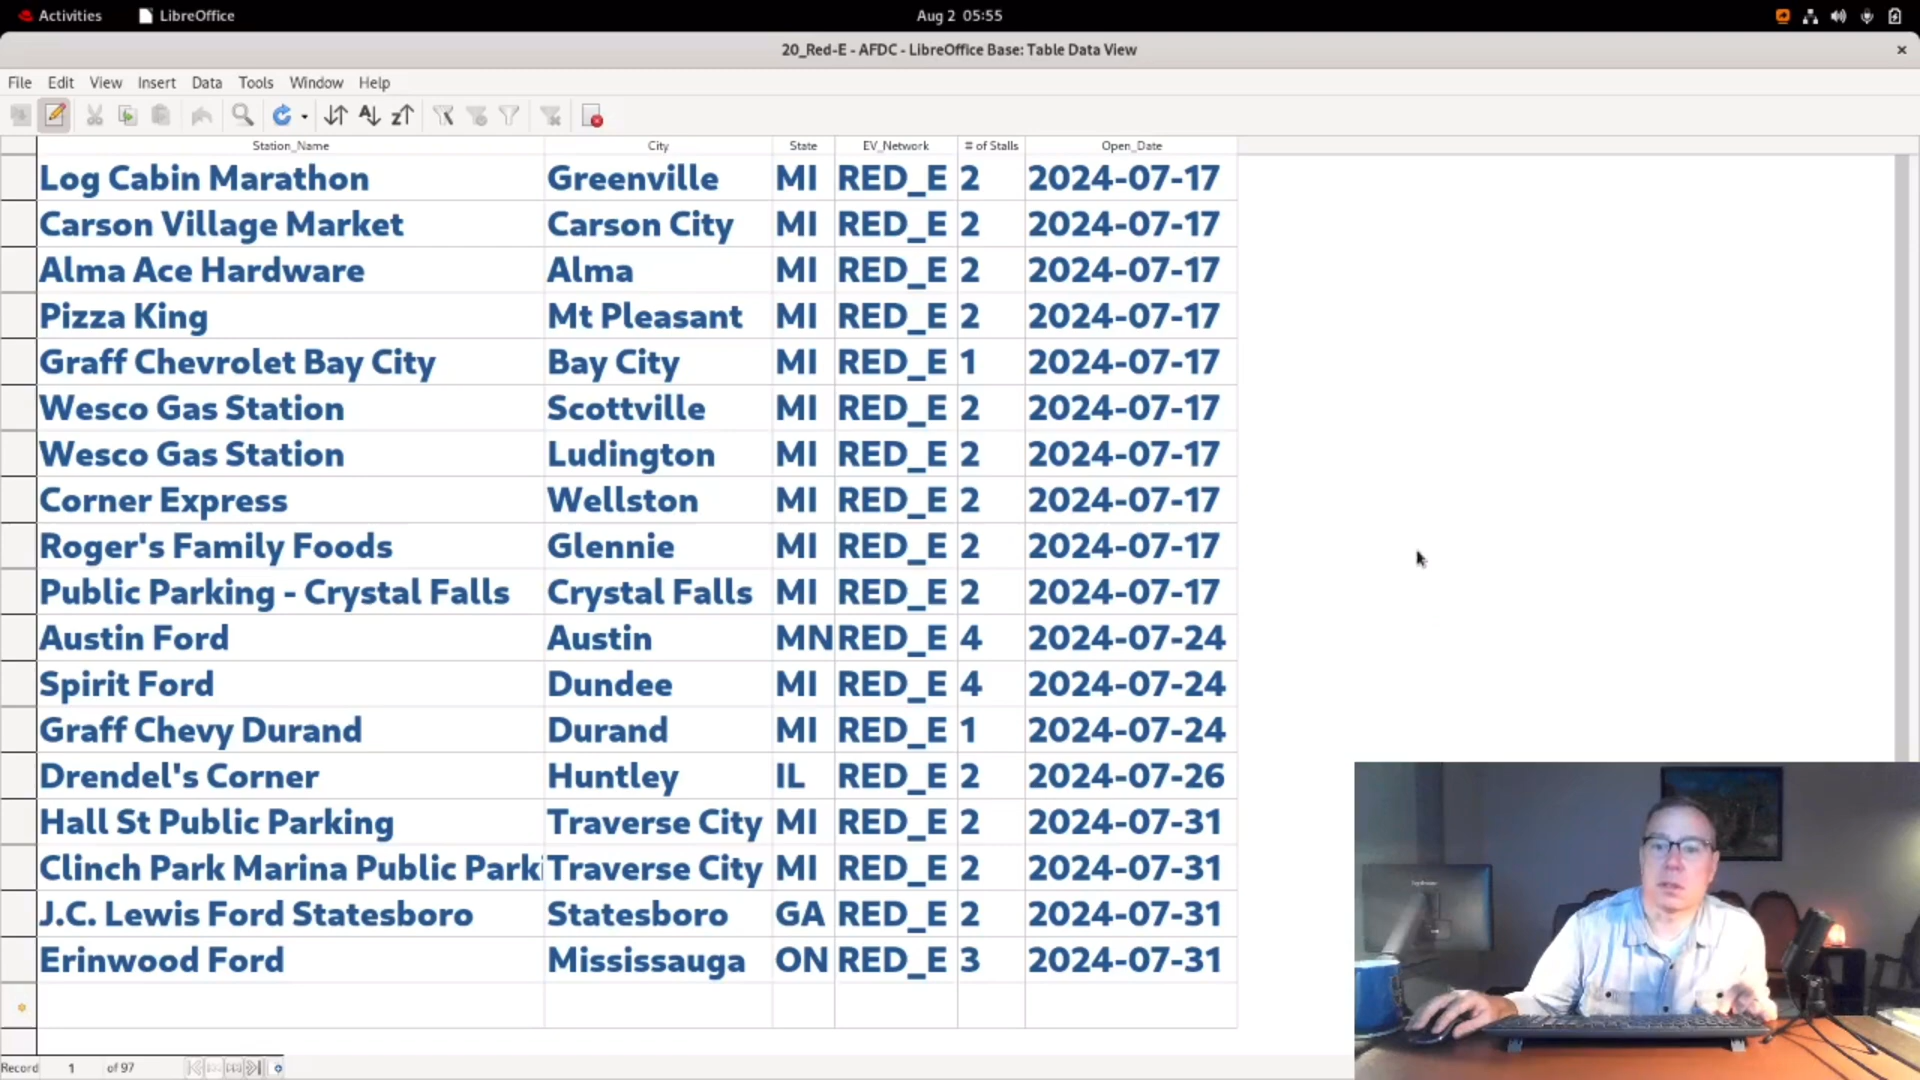 Activities LibreOffice Aug 2 05:55
20_Red-E - AFDC - LibreOffice Base: Table Data View
File Edit View Insert Data Tools Window Help
Station_Name City State EV_Network # of Stalls Open_Date
Log Cabin Marathon Greenville MI RED_E 2 2024-07-17
Carson Village Market Carson City MI RED_E 2 2024-07-17
Alma Ace Hardware Alma MI RED_E 2 2024-07-17
Pizza King Mt Pleasant MI RED_E 2 2024-07-17
Graff Chevrolet Bay City Bay City MI RED_E 1 2024-07-17
Wesco Gas Station Scottville MI RED_E 2 2024-07-17
Wesco Gas Station Ludington MI RED_E 2 2024-07-17
Corner Express Wellston MI RED_E 2 2024-07-17
Roger's Family Foods Glennie MI RED_E 2 2024-07-17
Public Parking - Crystal Falls Crystal Falls MI RED_E 2 2024-07-17
Austin Ford Austin MN RED_E 4 2024-07-24
Spirit Ford Dundee MI RED_E 4 2024-07-24
Graff Chevy Durand Durand MI RED_E 1 2024-07-24
Drendel's Corner Huntley IL RED_E 2 2024-07-26
Hall St Public Parking Traverse City MI RED_E 2 2024-07-31
Clinch Park Marina Public Parki Traverse City MI RED_E 2 2024-07-31
J.C. Lewis Ford Statesboro Statesboro GA RED_E 2 2024-07-31
Erinwood Ford Mississauga ON RED_E 3 2024-07-31
Record 1 of 97